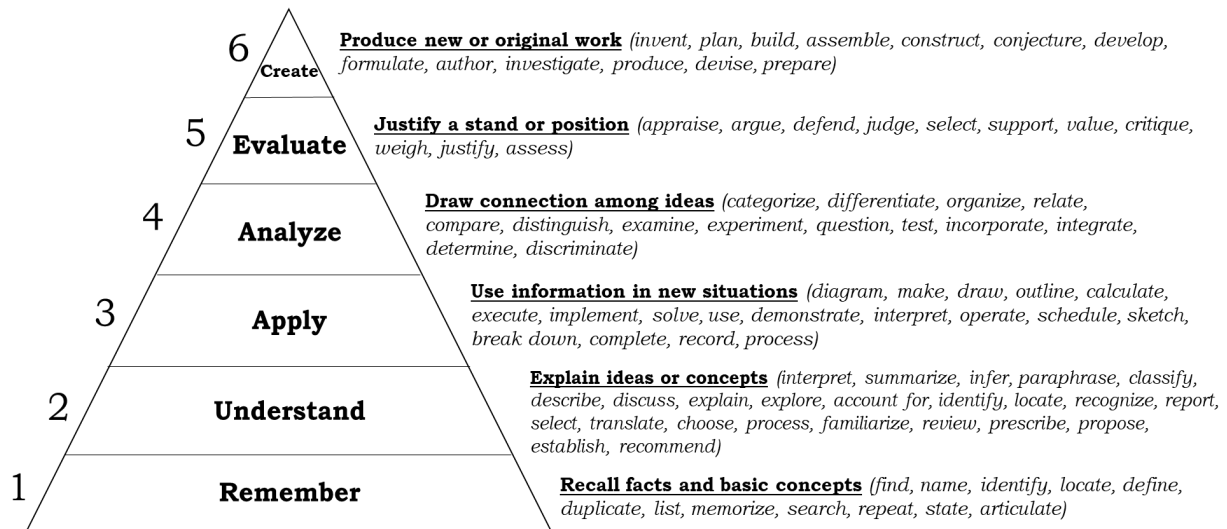 6
Create
Produce new or original work (invent, plan, build, assemble, construct, conjecture, develop,
formulate, author, investigate, produce, devise, prepare)
5
Evaluate
Justify a stand or position (appraise, argue, defend, judge, select, support, value, critique,
weigh, justify, assess)
4
Analyze
Draw connection among ideas (categorize, differentiate, organize, relate,
compare, distinguish, examine, experiment, question, test, incorporate, integrate,
determine, discriminate)
3
Apply
Use information in new situations (diagram, make, draw, outline, calculate,
execute, implement, solve, use, demonstrate, interpret, operate, schedule, sketch,
break down, complete, record, process)
2
Understand
Explain ideas or concepts (interpret, summarize, infer, paraphrase, classify,
describe, discuss, explain, explore, account for, identify, locate, recognize, report,
select, translate, choose, process, familiarize, review, prescribe, propose,
establish, recommend)
1
Remember
Recall facts and basic concepts (find, name, identify, locate, define,
duplicate, list, memorize, search, repeat, state, articulate)